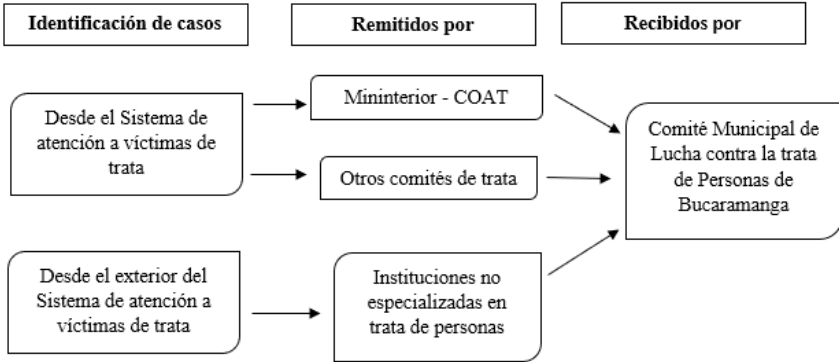 Identificación de casos
Remitidos por
Recibidos por
Desde el Sistema de
atención a víctimas de
trata
Mininterior - COAT
Otros comités de trata
Comité Municipal de
Lucha contra la trata
de Personas de
Bucaramanga
Desde el exterior del
Sistema de atención a
víctimas de trata
Instituciones no
especializadas en
trata de personas